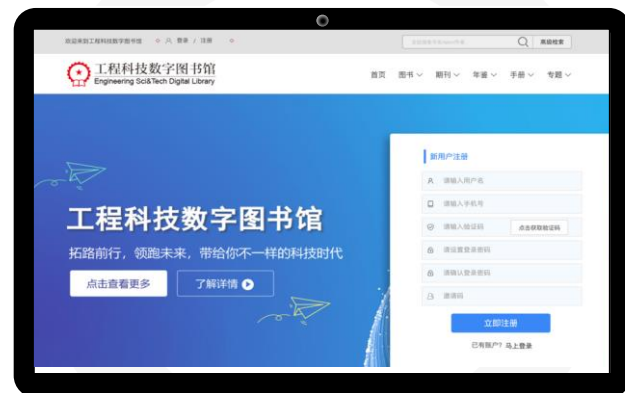 欢迎来到工程科技数字图书馆 登录 / 注册
高级检索
工程科技数字图书馆
Engineering Sci&Tech Digital Library
首页 图书 期刊 年鉴 手册 专题
新用户注册
请输入用户名
请输入手机号
请输入验证码 点击获取验证码
请设置登录密码
请确认登录密码
邀请码
立即注册
已有账户? 马上登录
工程科技数字图书馆
拓路前行，领跑未来，带给你不一样的科技时代
点击查看更多 了解详情